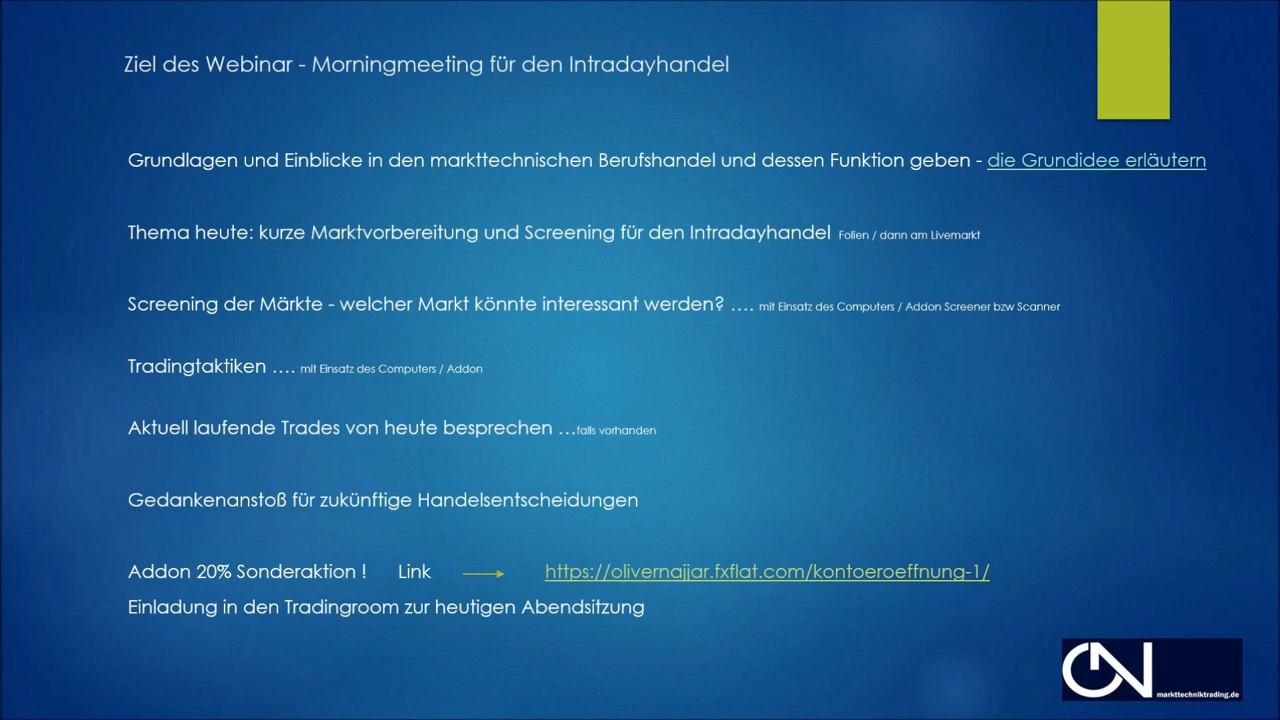 Ziel des Webinar - Morningmeeting für den Intradayhandel
Grundlagen und Einblicke in den markttechnischen Berufshandel und dessen Funktion geben - die Grundidee erläutern
Thema heute: kurze Marktvorbereitung und Screening für den Intradayhandel Folien / dann am Livemarkt
Screening der Märkte - welcher Markt könnte interessant werden? …. mit Einsatz des Computers / Addon Screener bzw Scanner
Tradingtaktiken …. mit Einsatz des Computers / Addon
Aktuell laufende Trades von heute besprechen …falls vorhanden
Gedankenanstoß für zukünftige Handelsentscheidungen
Addon 20% Sonderaktion ! Link https://olivernajjar.fxflat.com/kontoeroeffnung-1/
Einladung in den Tradingroom zur heutigen Abendsitzung
ON markttechniktrading.de